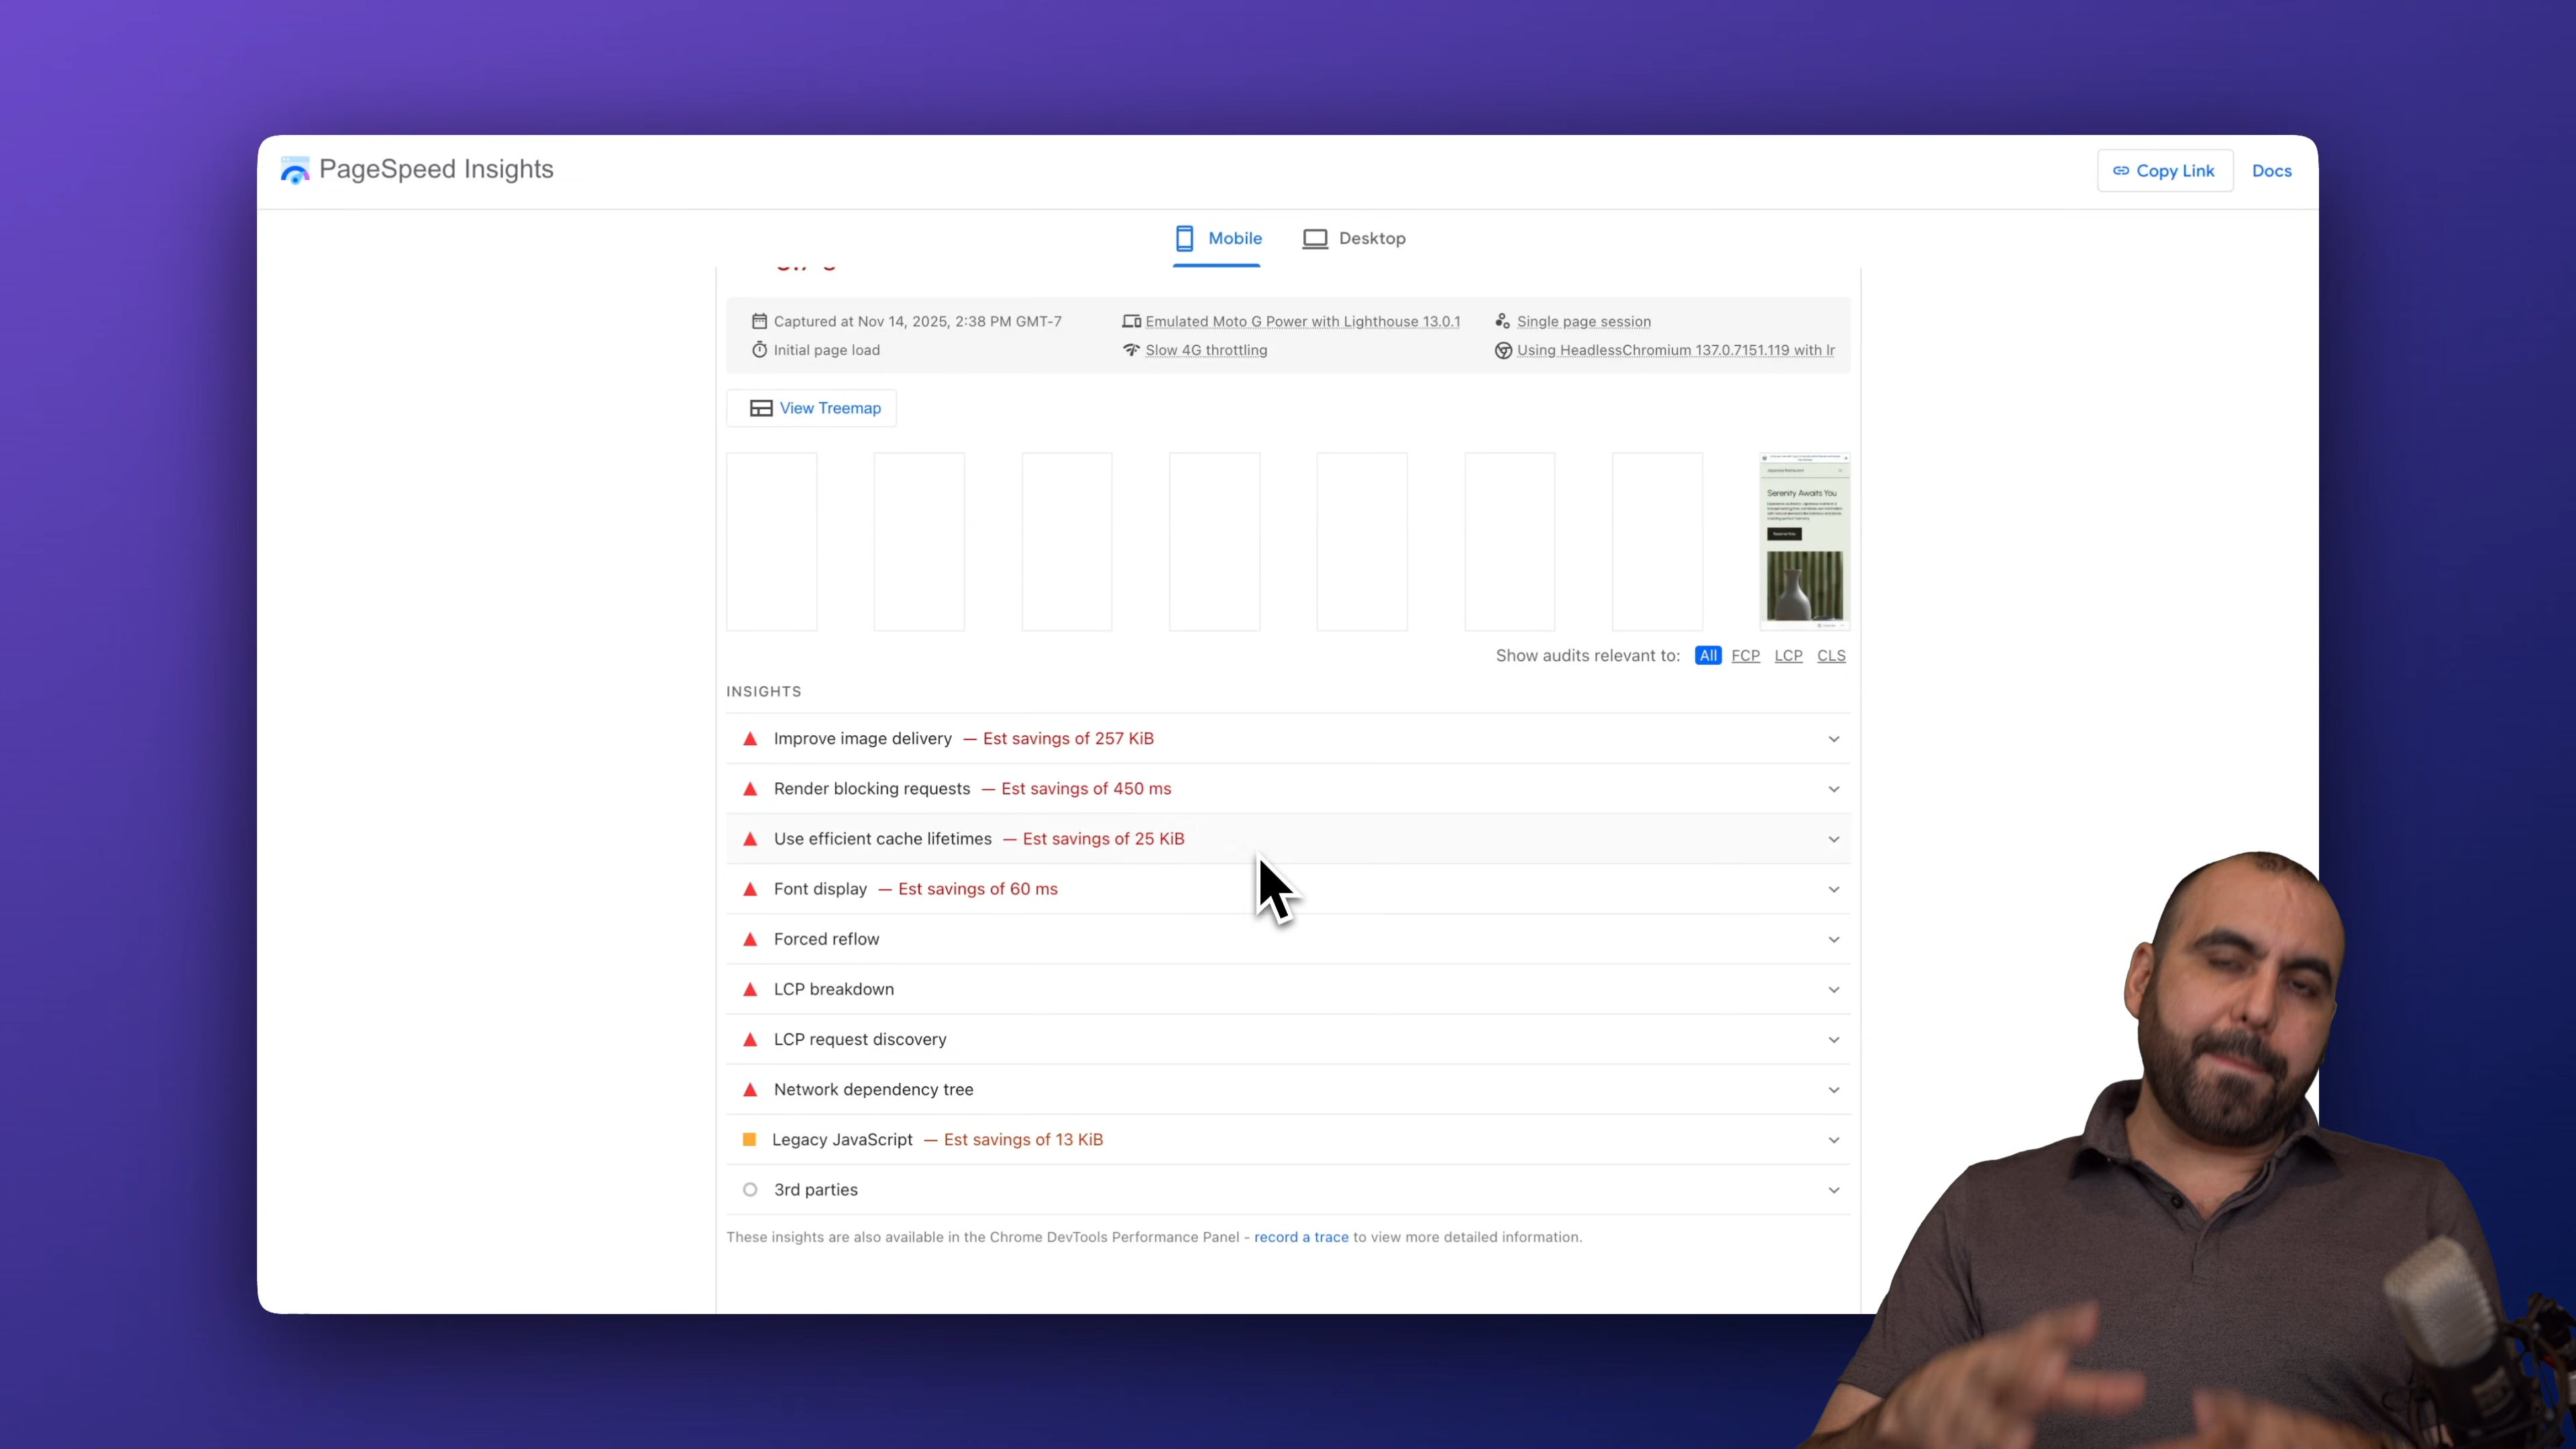 PageSpeed Insights
Copy Link
Docs
Mobile
Desktop
Captured at Nov 14, 2025, 2:38 PM GMT-7
Emulated Moto G Power with Lighthouse 13.0.1
Single page session
Initial page load
Slow 4G throttling
Using HeadlessChromium 137.0.7151.119 with lr
View Treemap
Serenity Awaits You
Show audits relevant to: All FCP LCP CLS
INSIGHTS
Improve image delivery — Est savings of 257 KiB
Render blocking requests — Est savings of 450 ms
Use efficient cache lifetimes — Est savings of 25 KiB
Font display — Est savings of 60 ms
Forced reflow
LCP breakdown
LCP request discovery
Network dependency tree
Legacy JavaScript — Est savings of 13 KiB
3rd parties
These insights are also available in the Chrome DevTools Performance Panel - record a trace to view more detailed information.